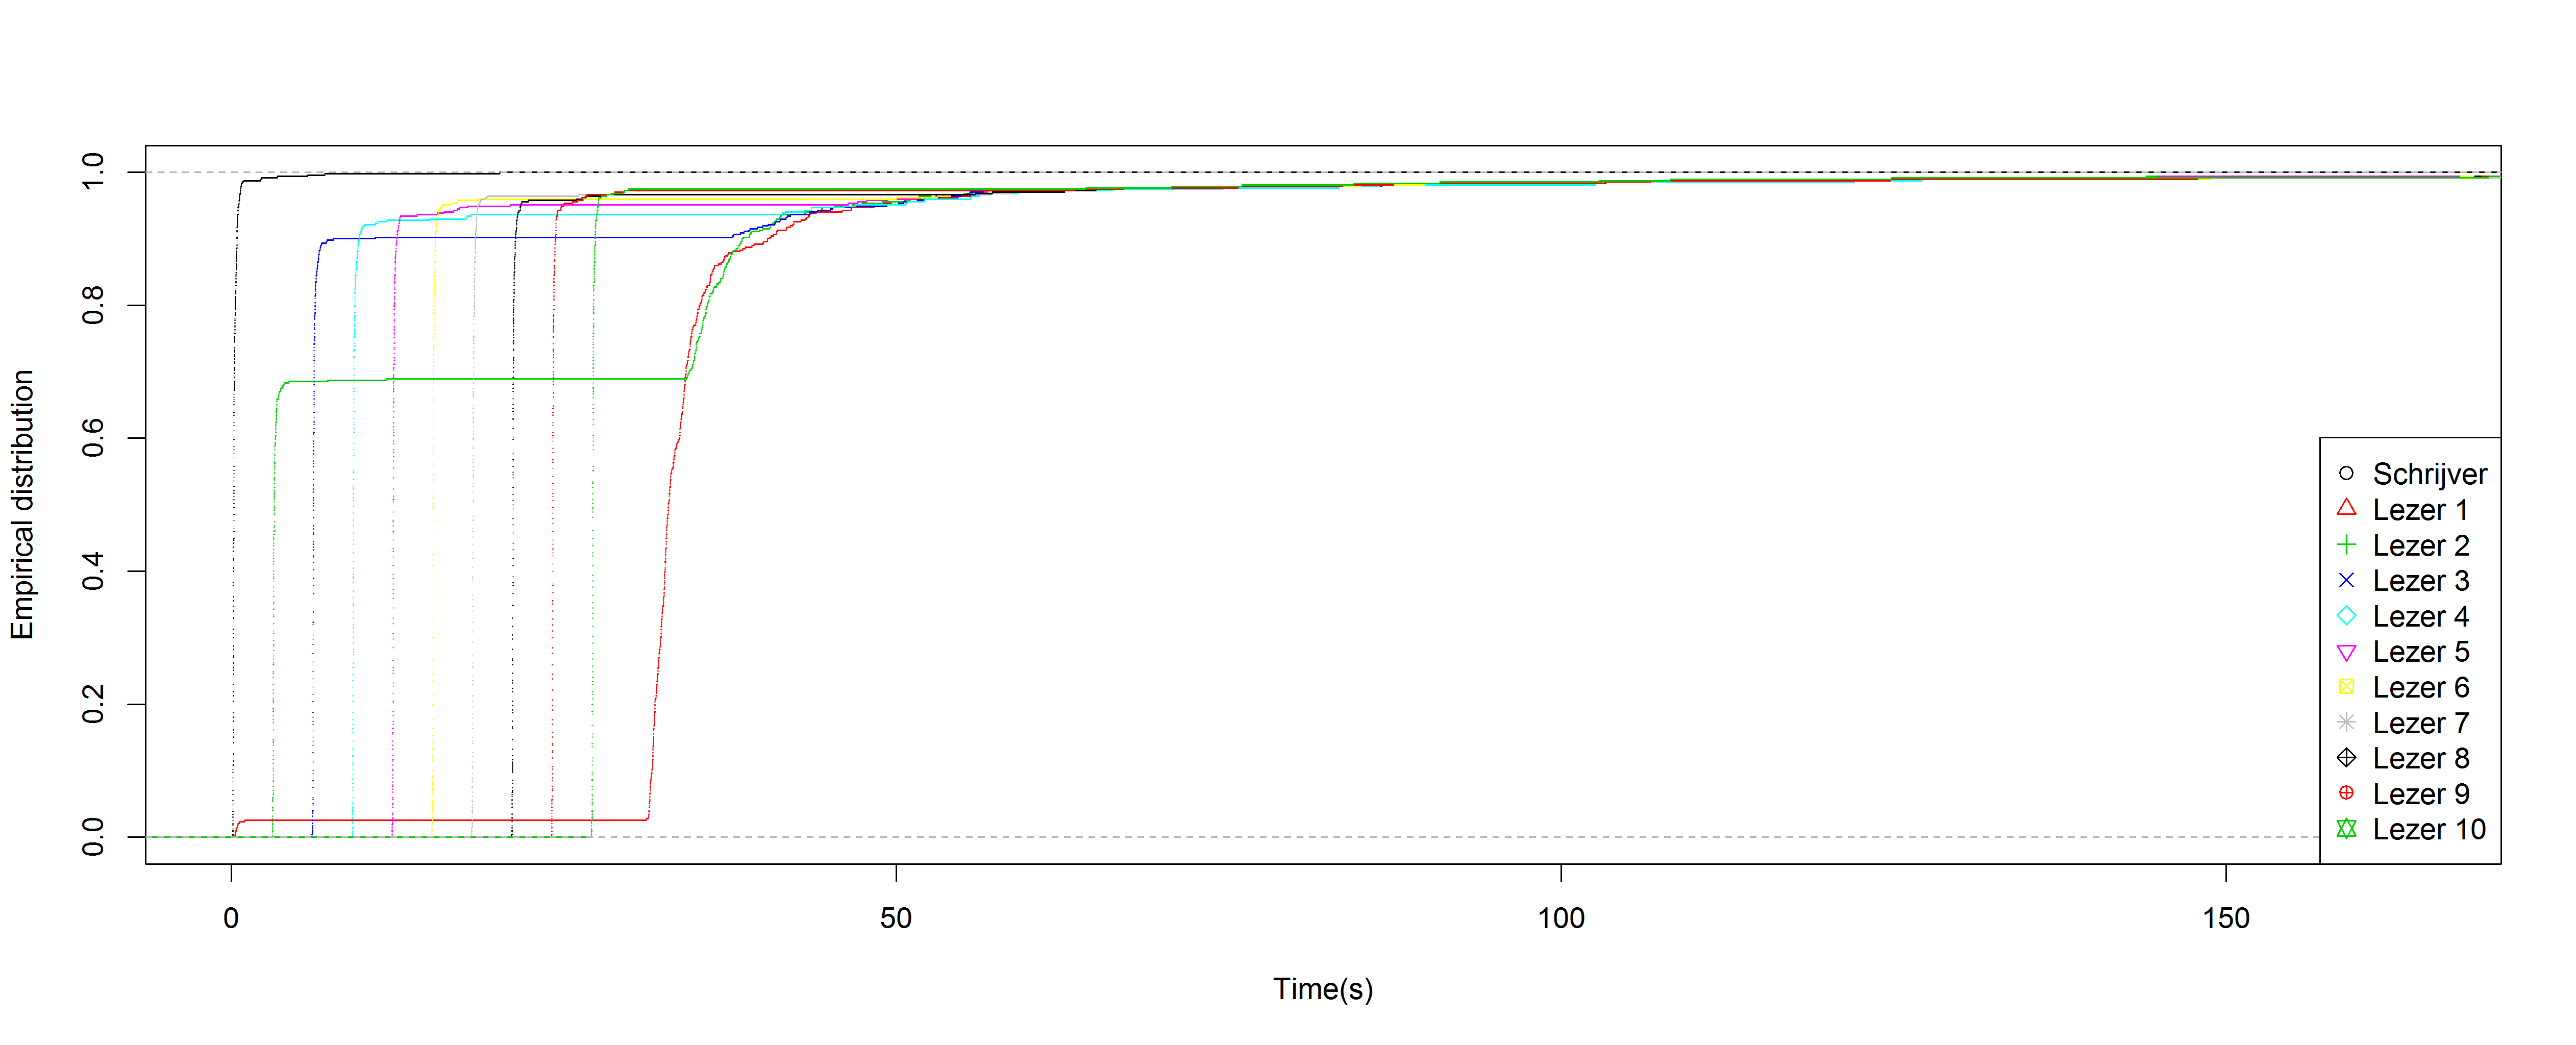 Empirical distribution
1.0
0.8
0.6
0.4
0.2
0.0
0
50
100
150
Time(s)
Schrijver
Lezer 1
Lezer 2
Lezer 3
Lezer 4
Lezer 5
Lezer 6
Lezer 7
Lezer 8
Lezer 9
Lezer 10